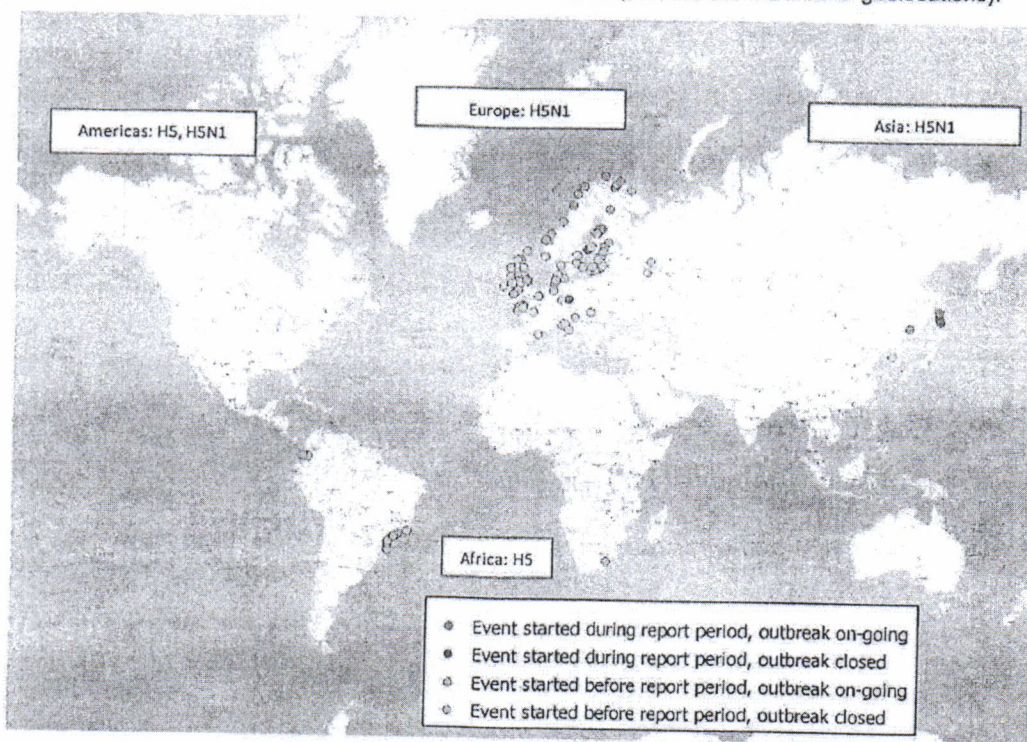 Americas: H5, H5N1
Europe: H5N1
Asia: H5N1
Africa: H5
Event started during report period, outbreak on-going
Event started during report period, outbreak closed
Event started before report period, outbreak on-going
Event started before report period, outbreak closed